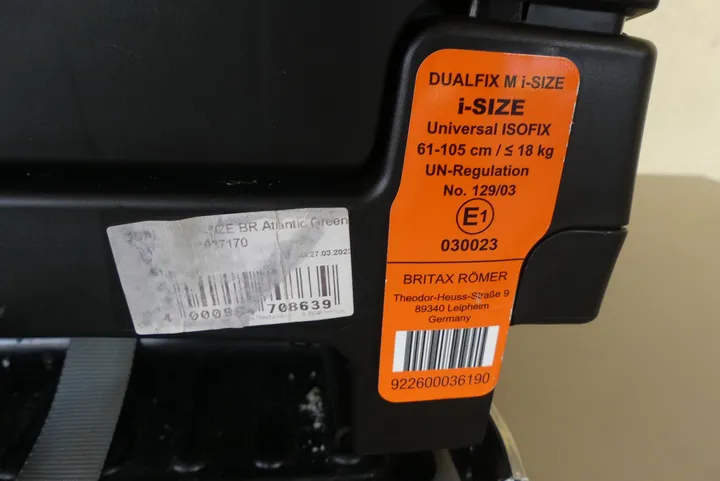 DUALFIX M i-SIZE
i-SIZE
Universal ISOFIX
61-105 cm / ≤ 18 kg
UN-Regulation
No. 129/03
E1
030023
BRITAX RÖMER
Theodor-Heuss-Straße 9
89340 Leipheim
Germany
922600036190
BR Atlantic Green
27.03.2023
708639